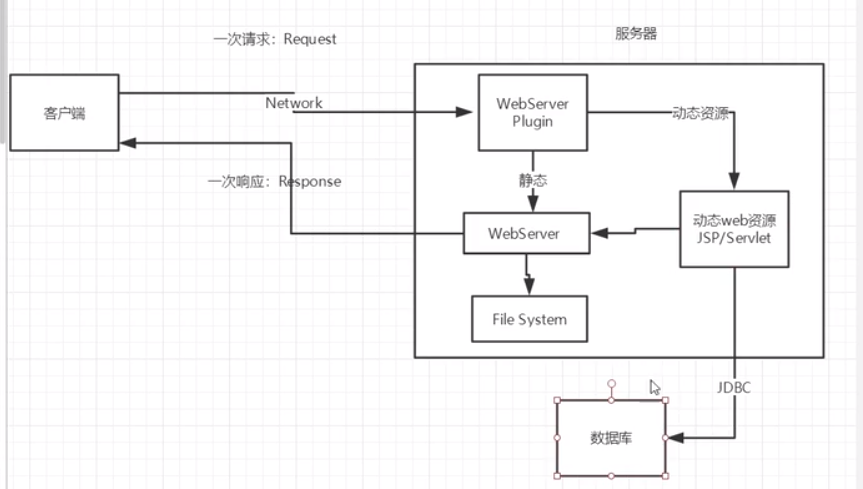 服务器
一次请求：Request
客户端
Network
WebServer
Plugin
动态资源
一次响应：Response
静态
动态web资源
JSP/Servlet
WebServer
File System
JDBC
数据库